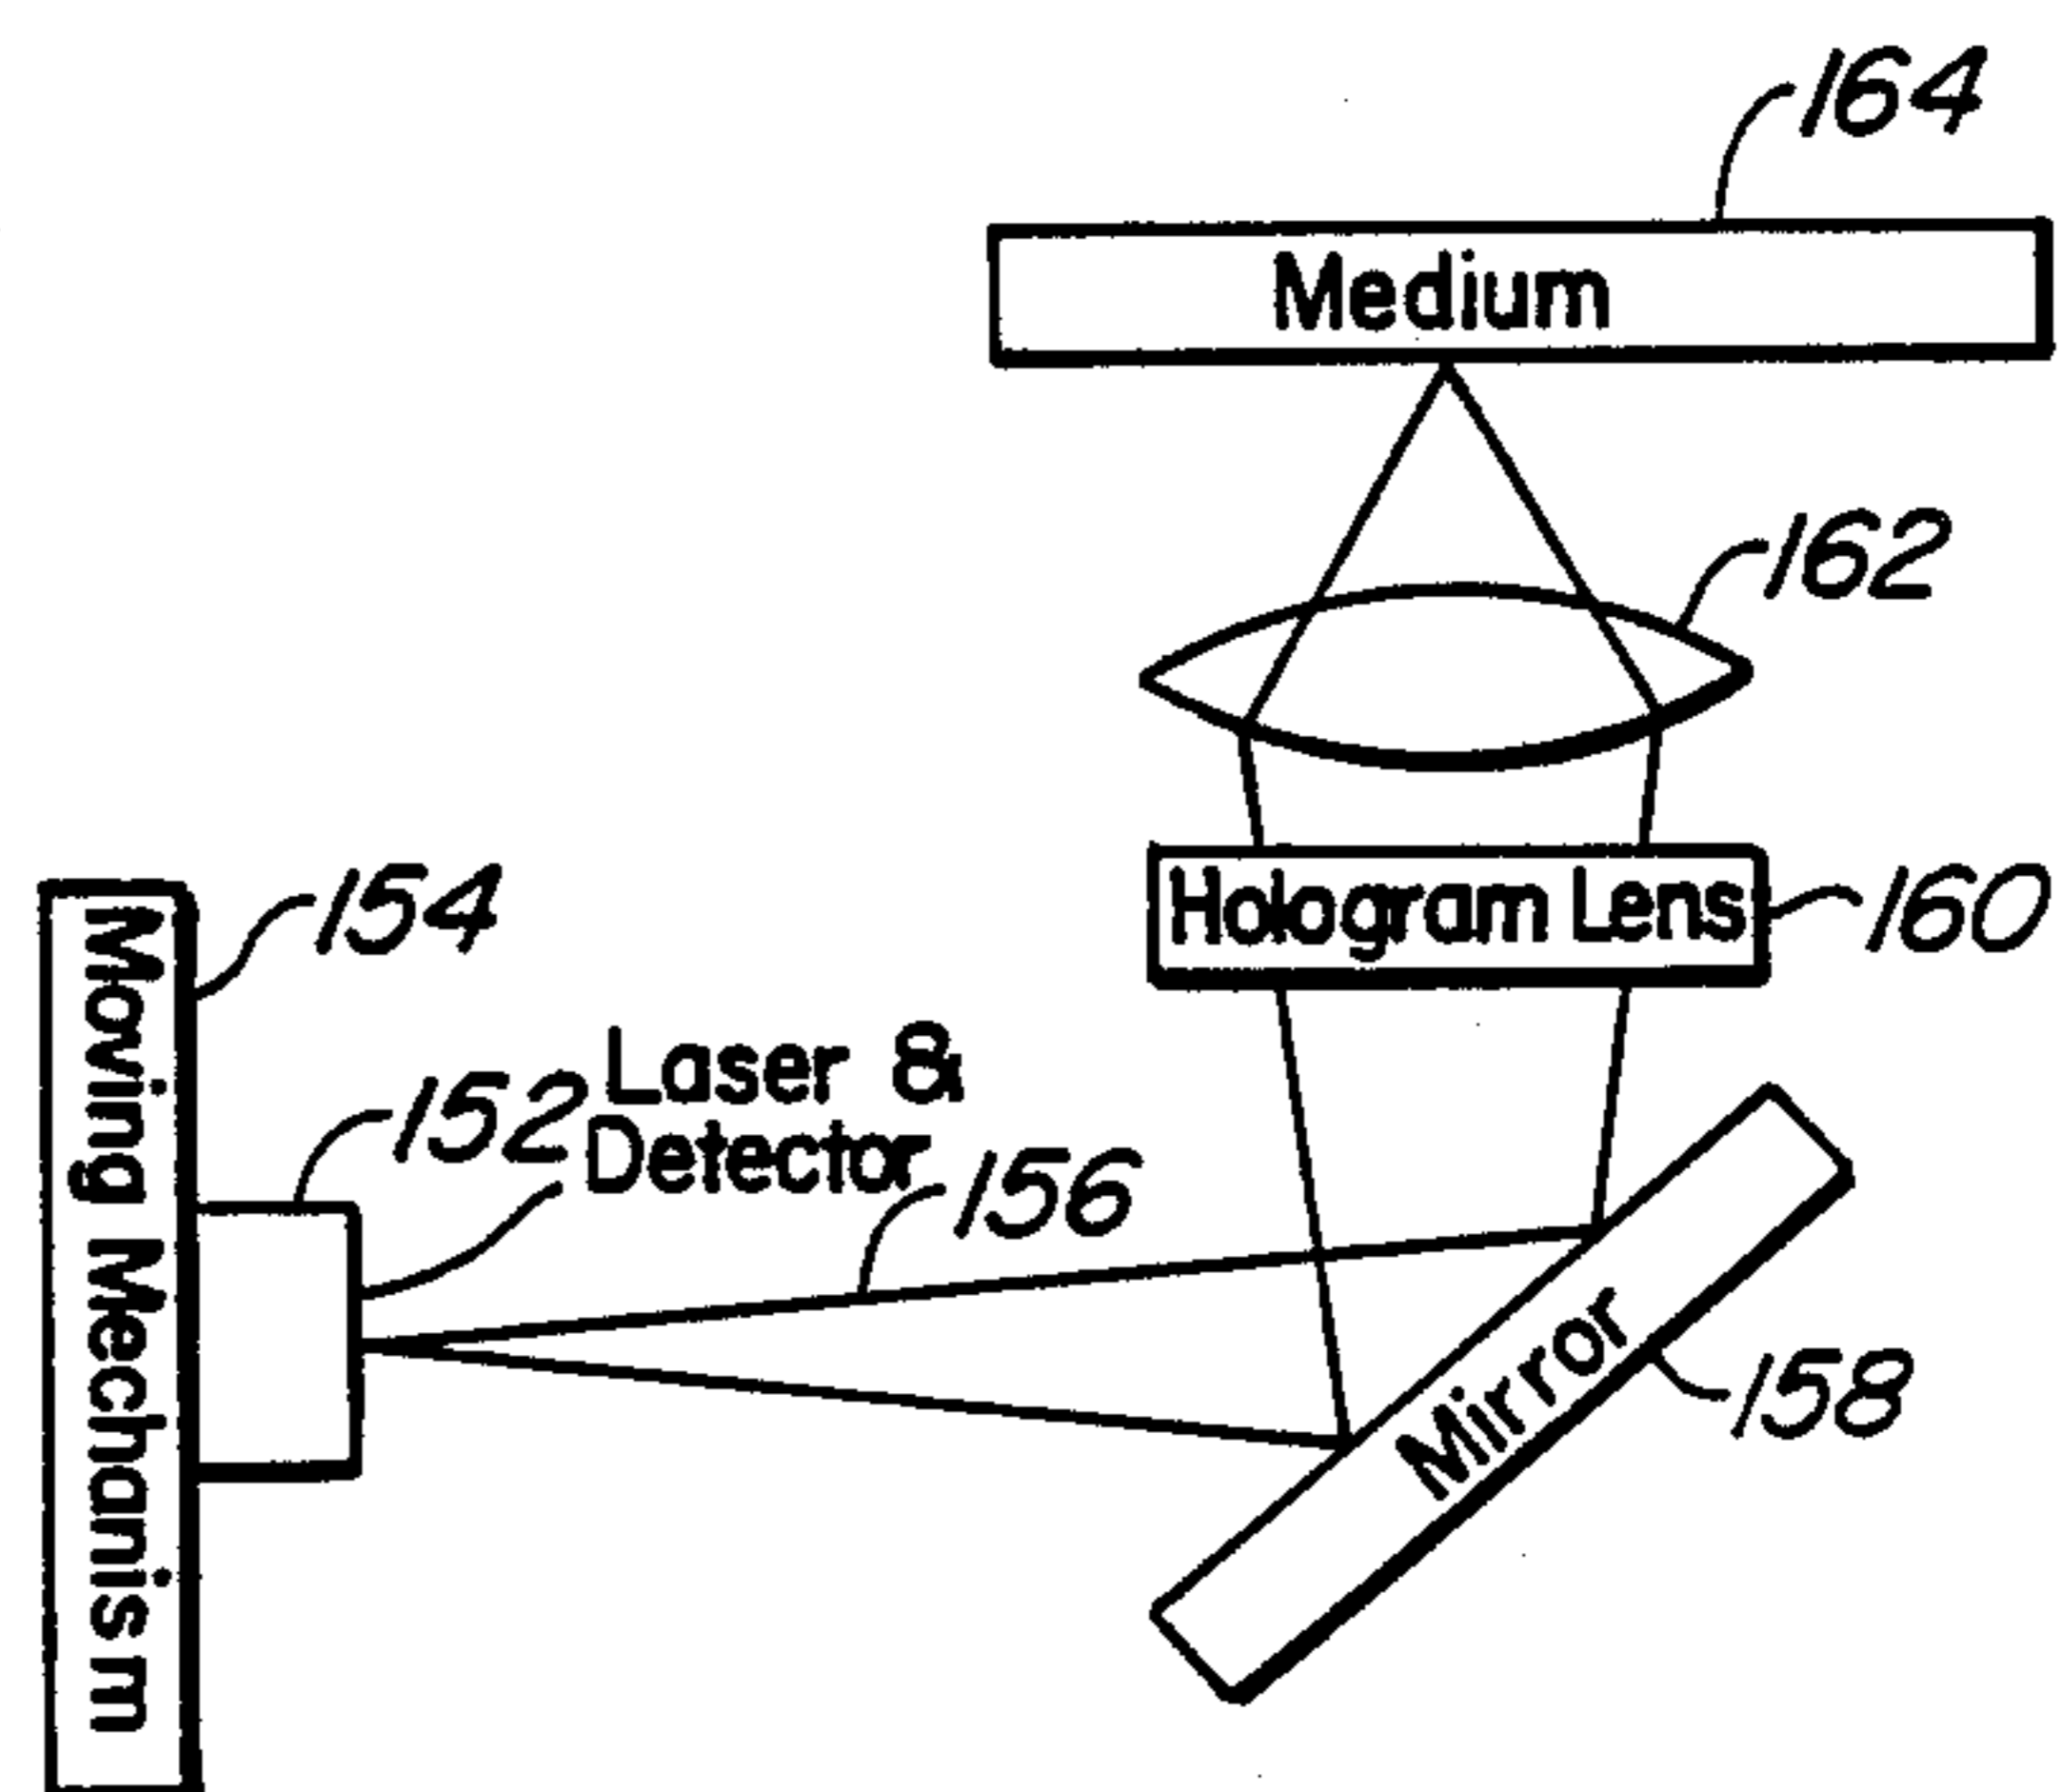 164
Medium
162
Hologram Lens
160
154
Moving Mechanism
152
Laser &
Detector
156
Mirror
158